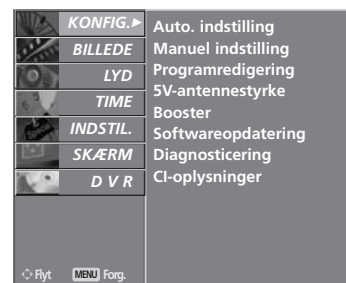 KONFIG.
BILLEDE
LYD
TIME
INDSTIL.
SKÆRM
D V R
Auto. indstilling
Manuel indstilling
Programredigering
5V-antennestyrke
Booster
Softwareopdatering
Diagnosticering
CI-oplysninger
Flyt MENU Forg.